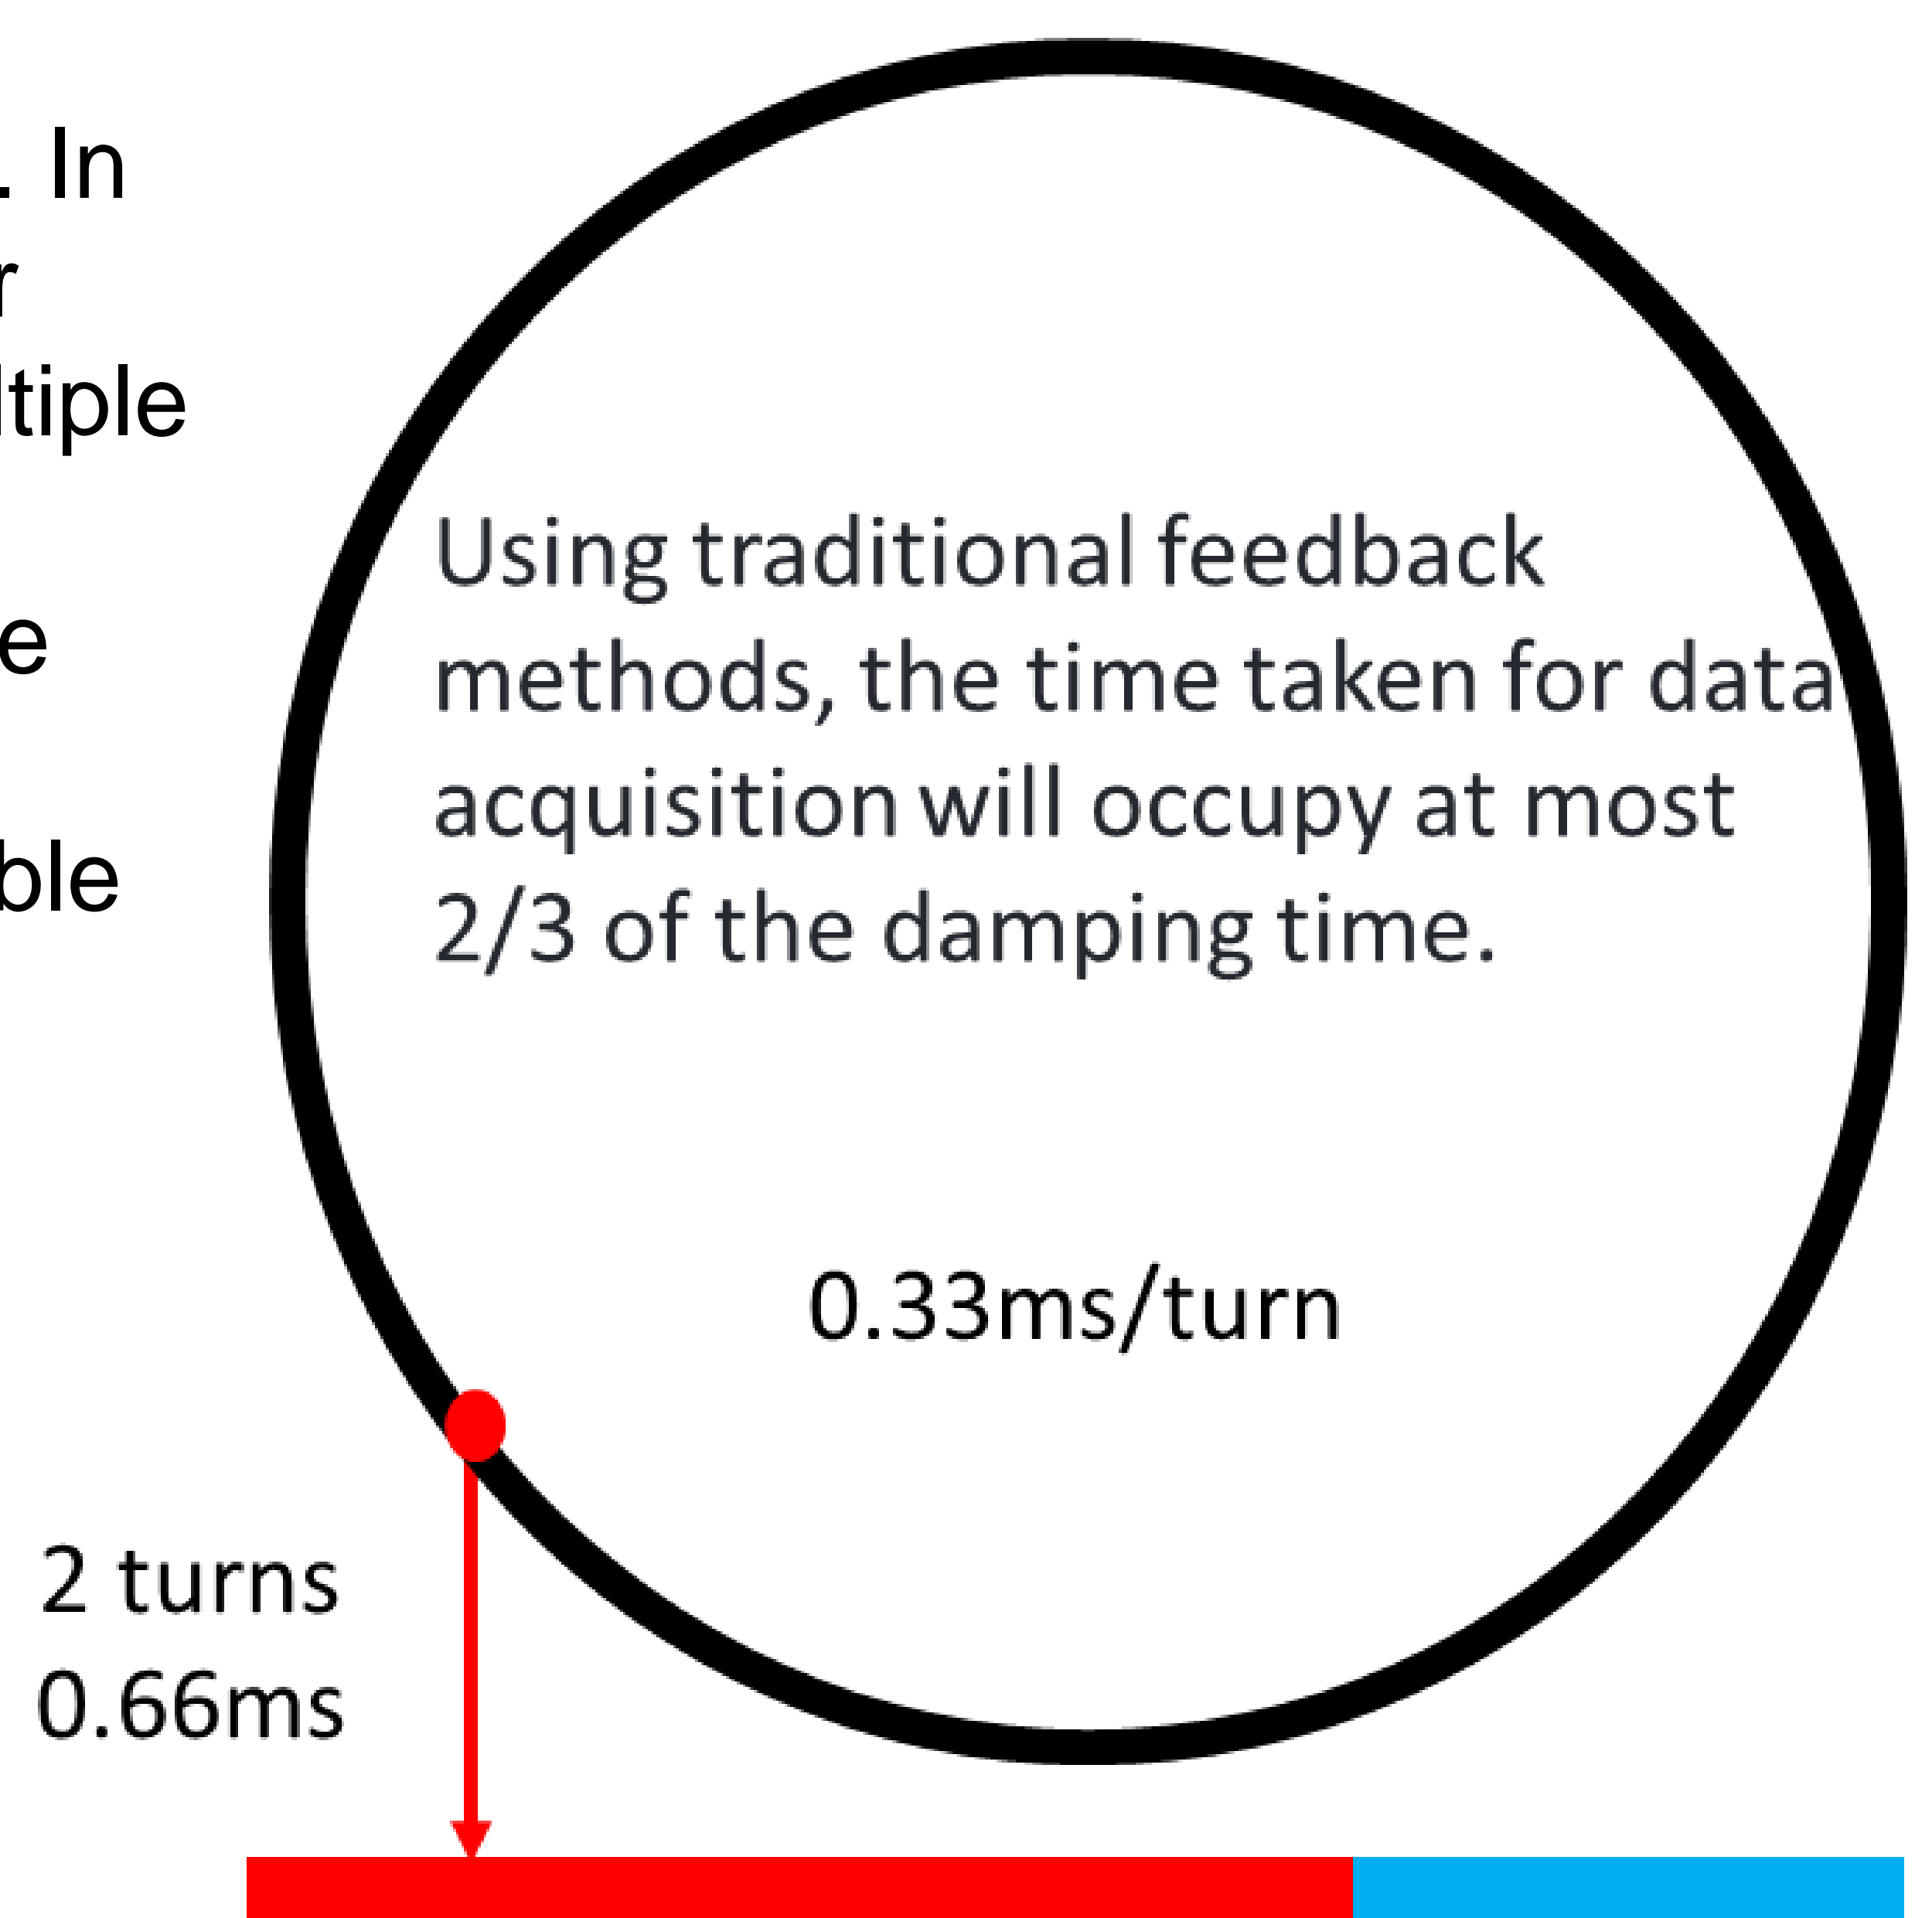 . In
r
ltiple
e
ble
Using traditional feedback
methods, the time taken for data
acquisition will occupy at most
2/3 of the damping time.
0.33ms/turn
2 turns
0.66ms